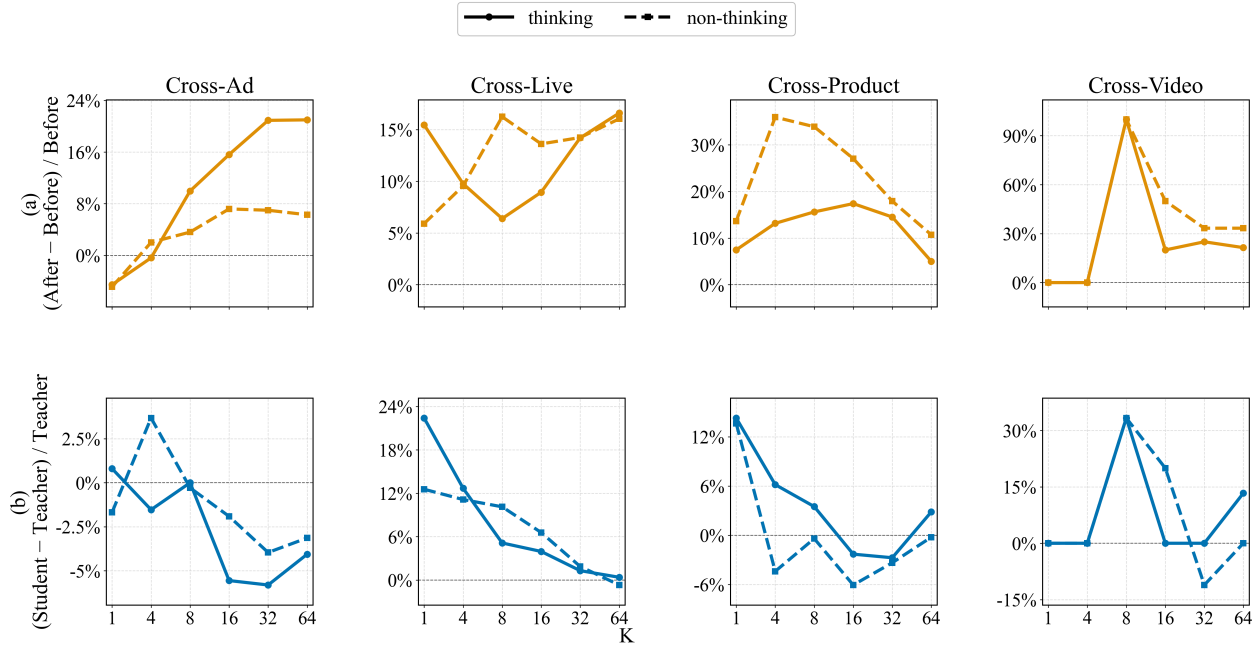 thinking non-thinking
Cross-Ad
Cross-Live
Cross-Product
Cross-Video
(a)
(After − Before) / Before
24%
16%
8%
0%
15%
10%
5%
0%
30%
20%
10%
0%
90%
60%
30%
0%
(b)
(Student − Teacher) / Teacher
2.5%
0%
-2.5%
-5%
1 4 8 16 32 64
24%
18%
12%
6%
0%
1 4 8 16 32 64
12%
6%
0%
-6%
1 4 8 16 32 64
30%
15%
0%
-15%
1 4 8 16 32 64
K